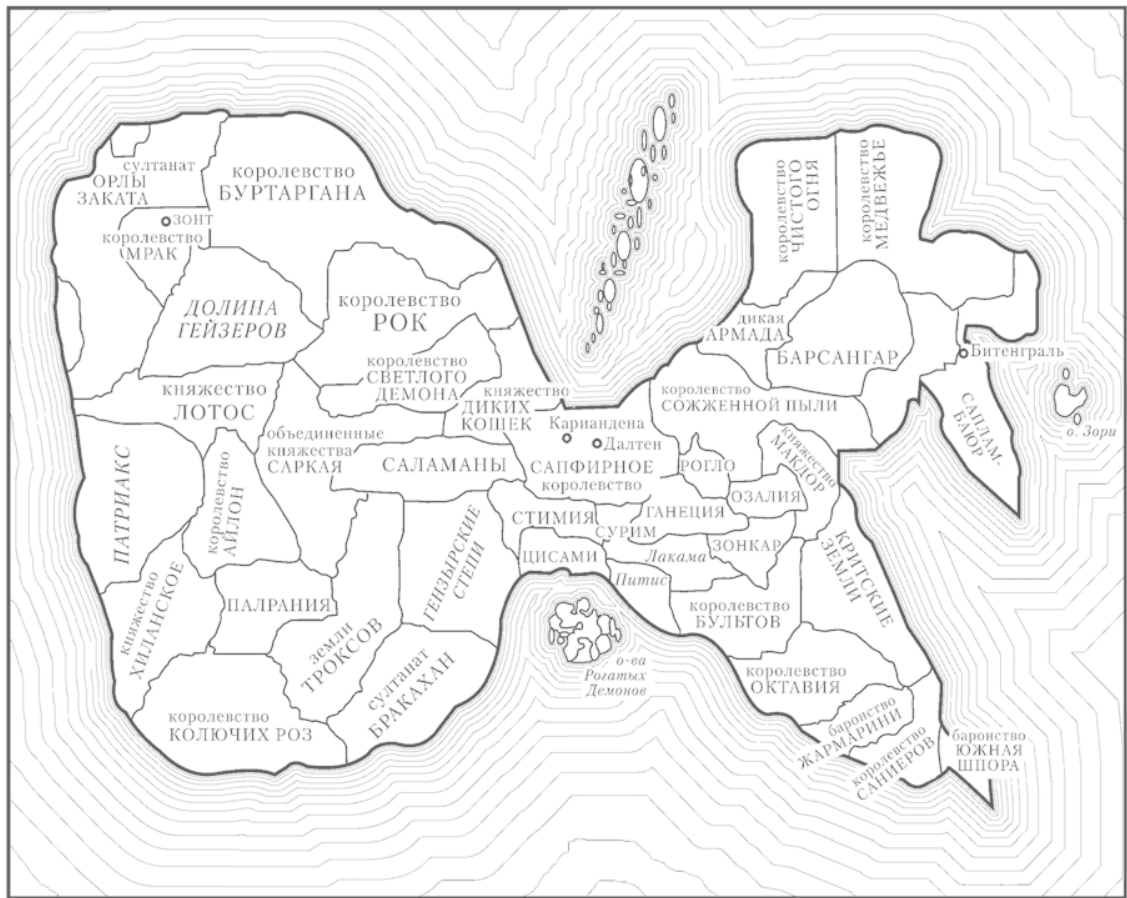 султанат
ОРЛЫ
ЗАКАТА
ЗОНТ
королевство
МРАК
королевство
БУРТАРГАНА
ДОЛИНА
ГЕЙЗЕРОВ
королевство
РОК
королевство
СВЕТЛОГО
ДЕМОНА
княжество
ЛОТОС
княжество
ДИКИХ
КОШЕК
объединенные
княжества
САРКАЯ
САЛАМАНЫ
ПАТРИАКС
королевство
АЙЛОН
княжество
ХИЛАНСКОЕ
ПАЛРАНИЯ
земли
ТРОКСОВ
ГЕНЗЫРСКИЕ
СТЕПИ
султанат
БРАКАХАН
королевство
КОЛЮЧИХ РОЗ
Кариандена
Далтен
САПФИРНОЕ
королевство
СТИМИЯ
СУРИМ
ЦИСАМИ
ГАНЕЦИЯ
РОГЛО
ОЗАЛИЯ
ЗОНКАР
Лакама
Питис
о-ва
Рогатых
Демонов
королевство
ЧИСТОГО
ОГНЯ
королевство
МЕДВЕЖЬЕ
дикая
АРМАДА
БАРСАНГАР
Битенграль
королевство
СОЖЖЕННОЙ ПЫЛИ
САПЛАМ-
БАЮР
о. Зори
княжество
МАКДОР
КРИТСКИЕ
ЗЕМЛИ
королевство
БУЛЬТОВ
королевство
ОКТАВИЯ
баронство
ЖАРМАРИНИ
королевство
САНИЕРОВ
баронство
ЮЖНАЯ
ШПОРА